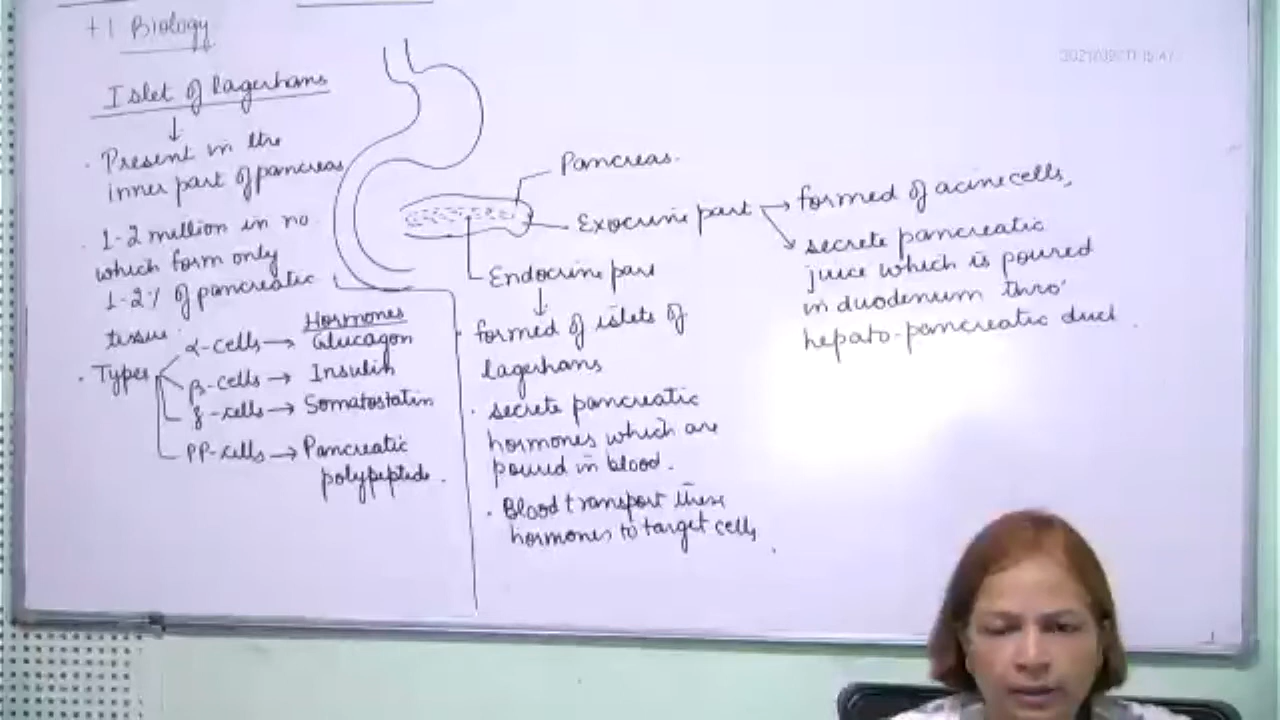 +1 Biology
Islet of lagerhans
· Present in the
inner part of pancreas
· 1-2 million in no.
which form only
1-2% of pancreatic
tissue
Hormones
· Types
α-cells → Glucagon
β-cells → Insulin
δ-cells → Somatostatin
PP-cells → Pancreatic
polypeptide.
Pancreas.
Exocrine part
Endocrine part
· formed of islets of
lagerhans
· secrete pancreatic
hormones which are
poured in blood.
· Blood transport these
hormones to target cells
→ formed of acine cells,
secrete pancreatic
juice which is poured
in duodenum thro'
hepato-pancreatic duct.